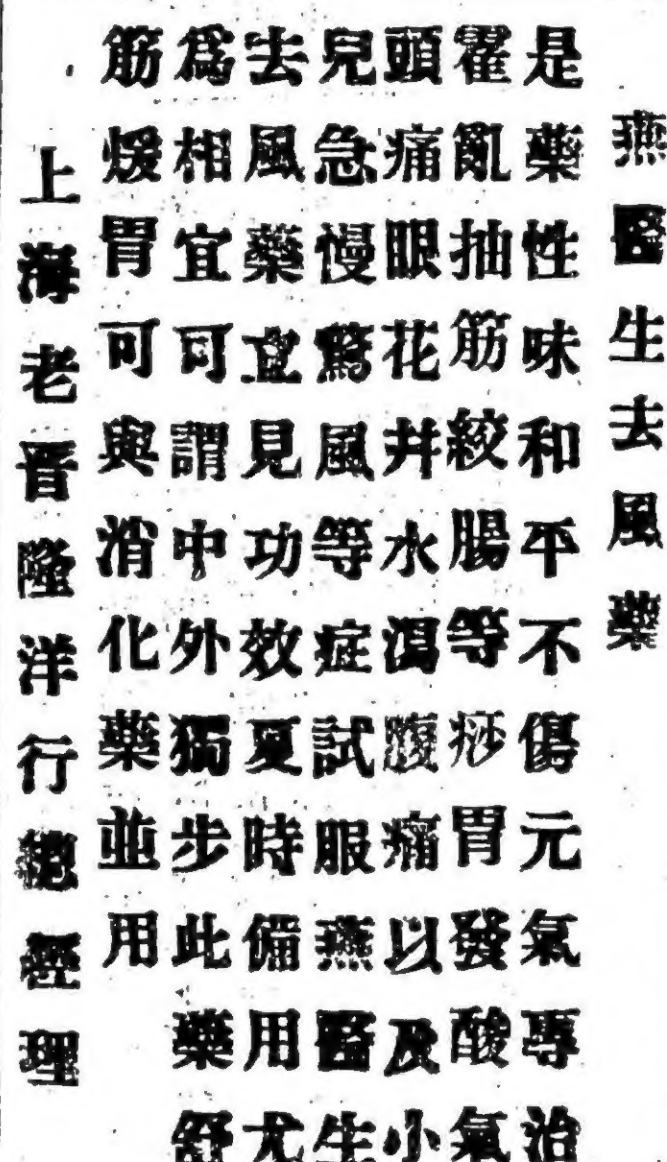 燕醫生去風藥
是藥性味和平不傷元氣專治
霍亂抽筋絞腸等痧胃發酸氣
頭痛眼花并水瀉腹痛以及小
兒急慢驚風等症試服燕醫生
去風藥立見功效夏時備用尤
爲相宜可謂中外獨步此藥舒
筋煖胃可與消化藥並用
上海老晋隆洋行總經理